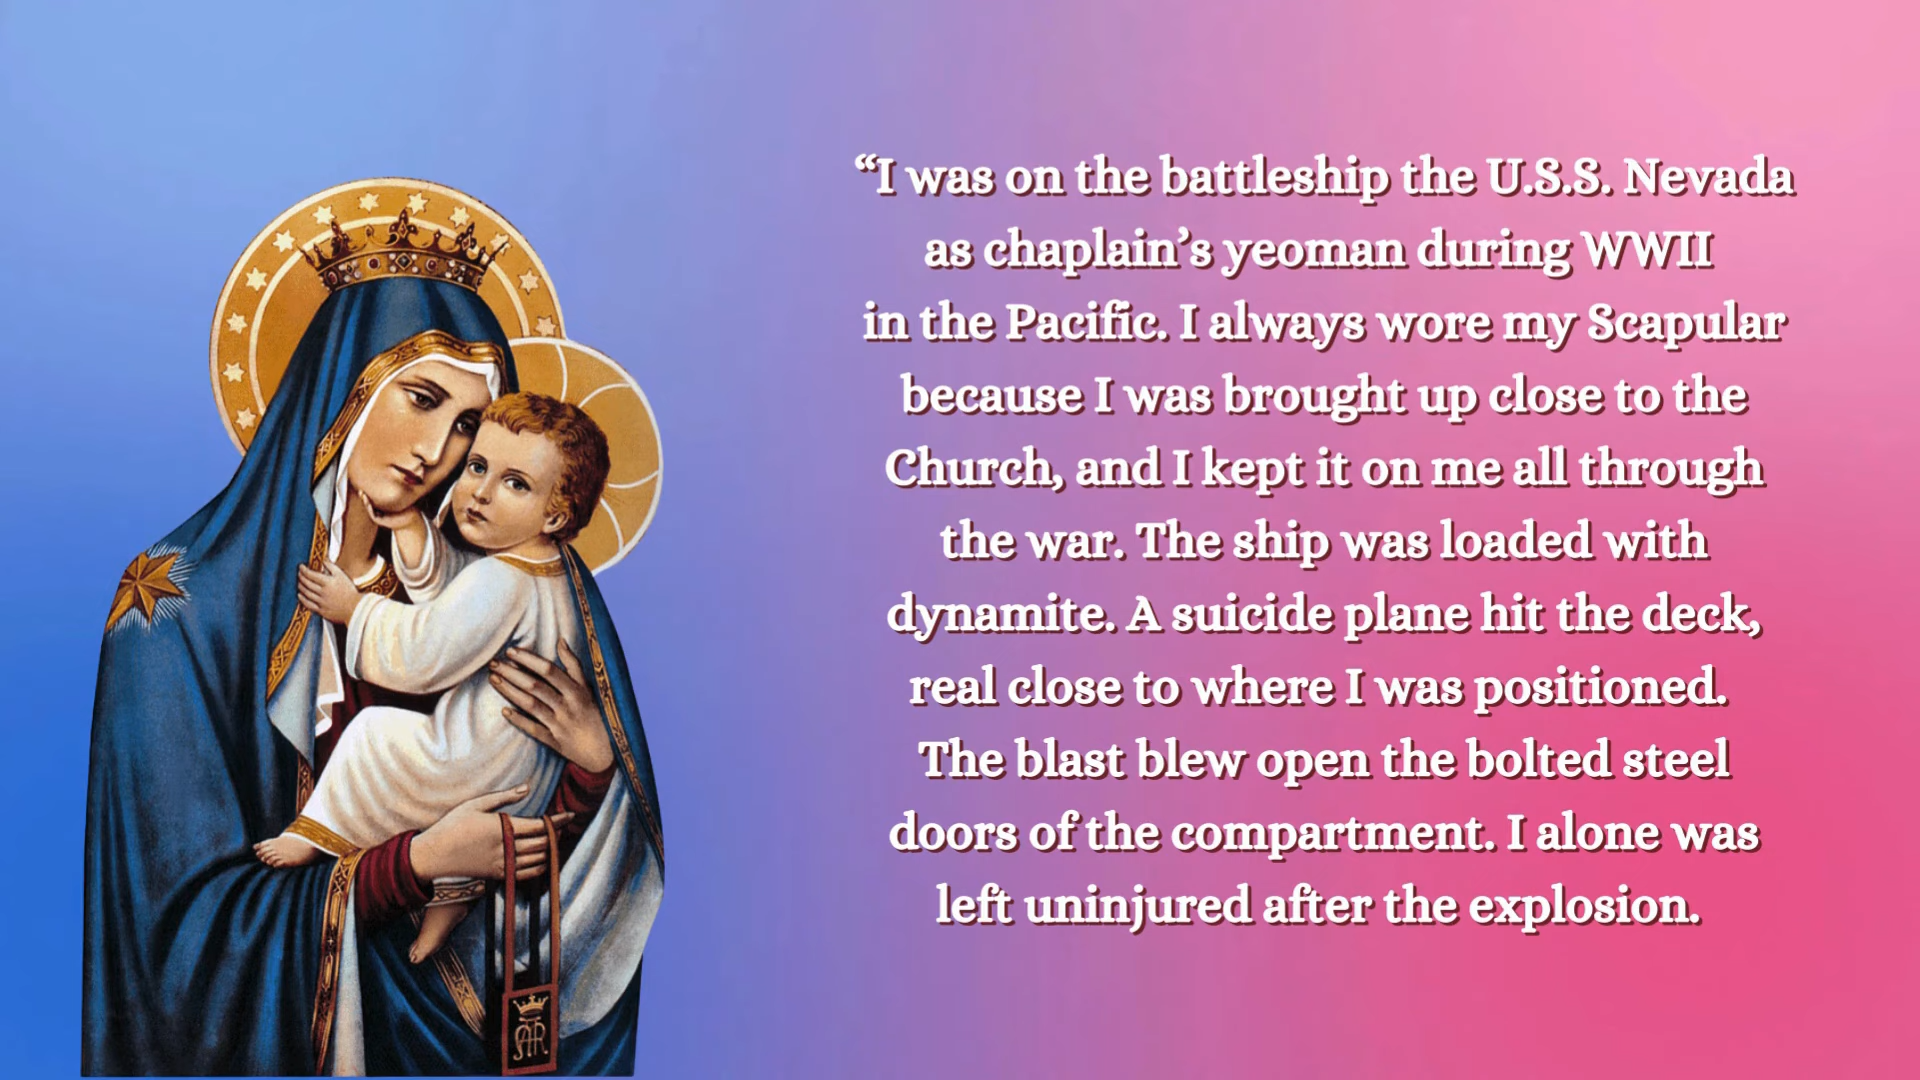 “I was on the battleship the U.S.S. Nevada
as chaplain’s yeoman during WWII
in the Pacific. I always wore my Scapular
because I was brought up close to the
Church, and I kept it on me all through
the war. The ship was loaded with
dynamite. A suicide plane hit the deck,
real close to where I was positioned.
The blast blew open the bolted steel
doors of the compartment. I alone was
left uninjured after the explosion.